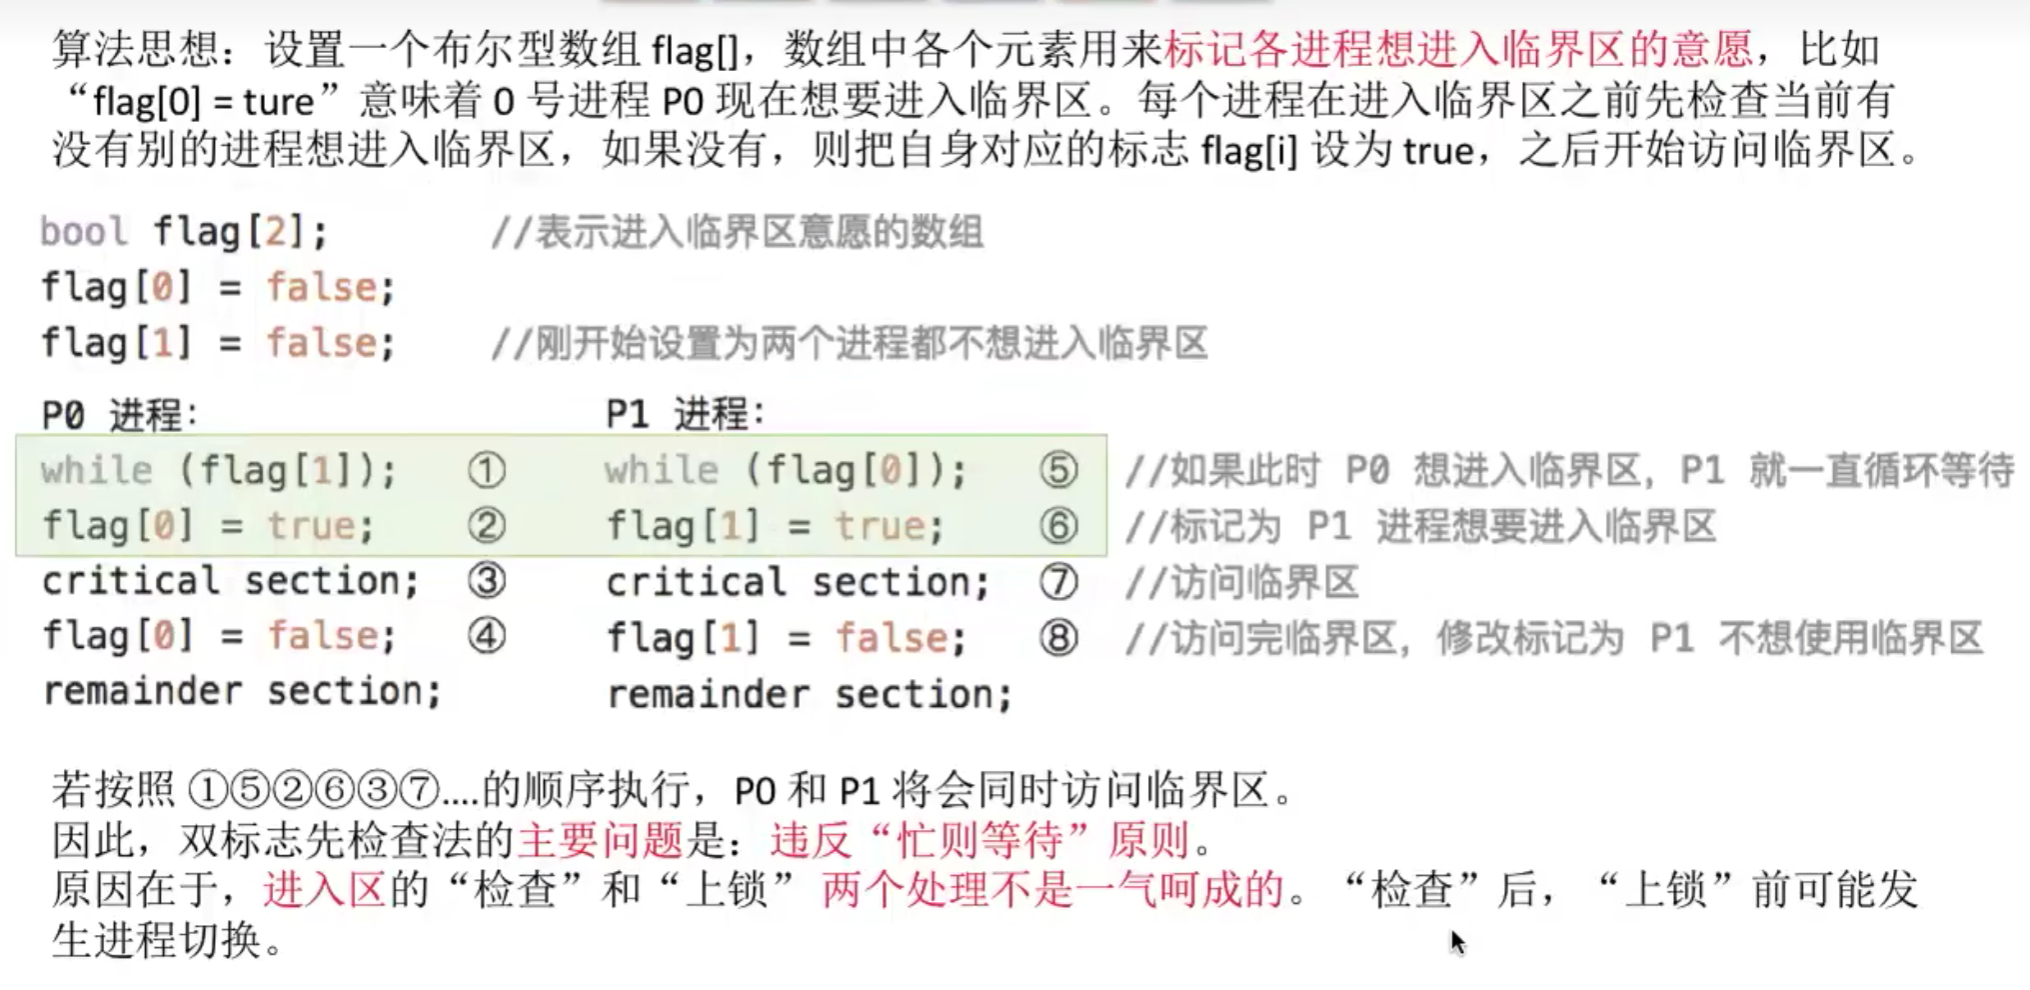 算法思想：设置一个布尔型数组 flag[]，数组中各个元素用来标记各进程想进入临界区的意愿，比如
“flag[0] = ture”意味着 0 号进程 P0 现在想要进入临界区。每个进程在进入临界区之前先检查当前有
没有别的进程想进入临界区，如果没有，则把自身对应的标志 flag[i] 设为 true，之后开始访问临界区。
bool flag[2]; //表示进入临界区意愿的数组
flag[0] = false;
flag[1] = false; //刚开始设置为两个进程都不想进入临界区
P0 进程: P1 进程:
while (flag[1]); ① while (flag[0]); ⑤ //如果此时 P0 想进入临界区，P1 就一直循环等待
flag[0] = true; ② flag[1] = true; ⑥ //标记为 P1 进程想要进入临界区
critical section; ③ critical section; ⑦ //访问临界区
flag[0] = false; ④ flag[1] = false; ⑧ //访问完临界区，修改标记为 P1 不想使用临界区
remainder section; remainder section;
若按照 ①⑤②⑥③⑦....的顺序执行，P0 和 P1 将会同时访问临界区。
因此，双标志先检查法的主要问题是：违反“忙则等待”原则。
原因在于，进入区的“检查”和“上锁” 两个处理不是一气呵成的。“检查”后，“上锁”前可能发
生进程切换。